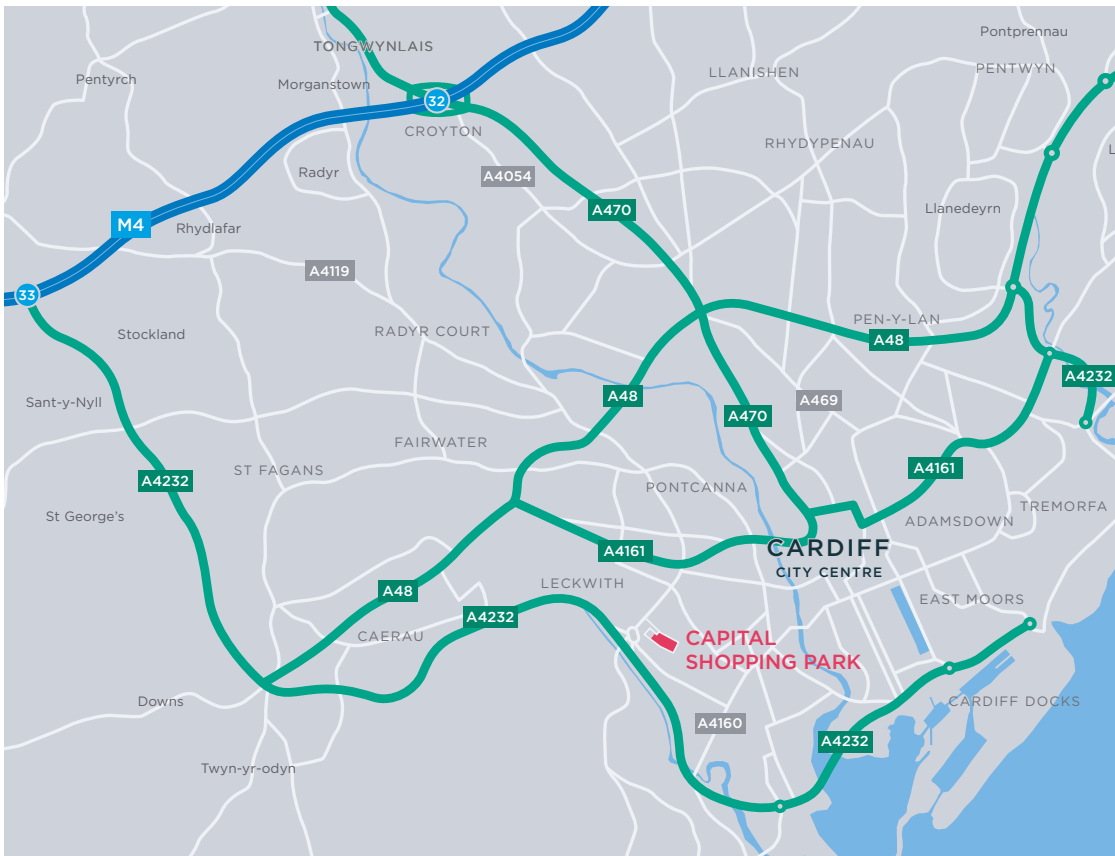 Pontprennau
TONGWYNLAIS
PENTWYN
LLANISHEN
Pentyrch
Morganstown
32
CROYTON
RHYDYPENAU
L
Radyr
A4054
A470
Llanedeyrn
M4
Rhydlafar
A4119
33
PEN-Y-LAN
Stockland
RADYR COURT
A48
A4232
A48
Sant-y-Nyll
A469
A470
FAIRWATER
ST FAGANS
A4161
A4232
PONTCANNA
TREMORFA
St George's
ADAMSDOWN
A4161
CARDIFF
CITY CENTRE
LECKWITH
A48
EAST MOORS
A4232
CAERAU
CAPITAL
SHOPPING PARK
Downs
CARDIFF DOCKS
A4160
A4232
Twyn-yr-odyn